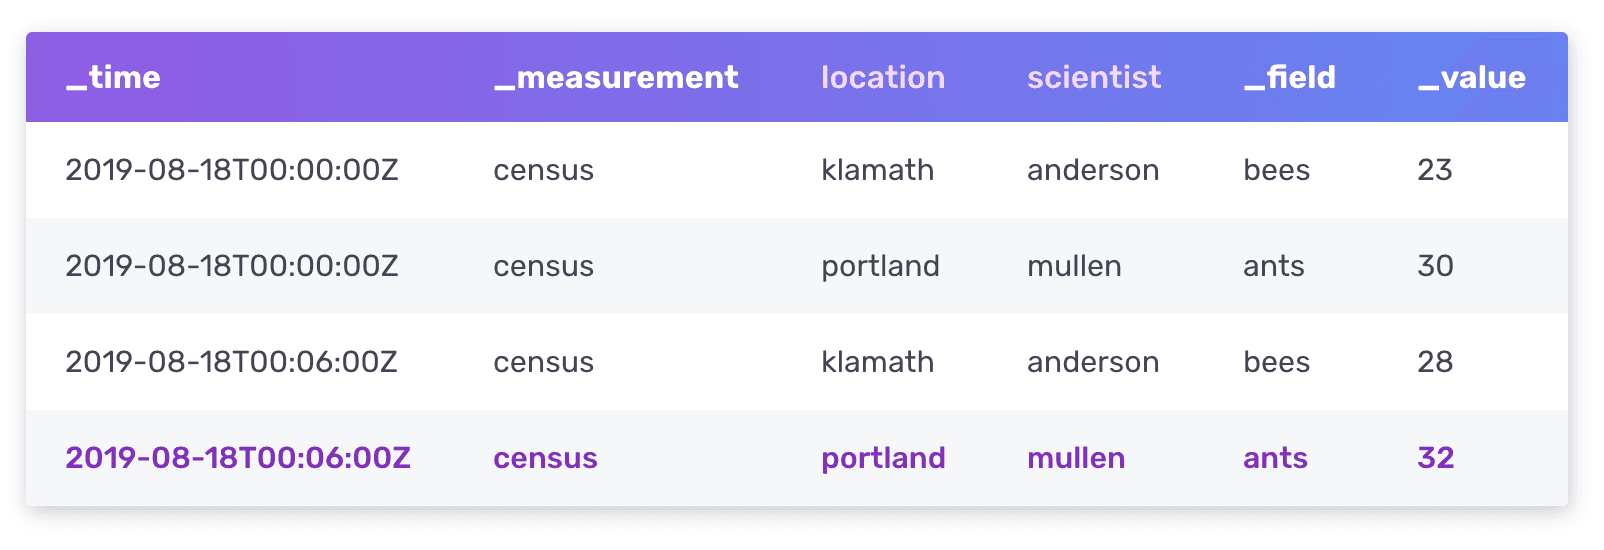 _time _measurement location scientist _field _value
2019-08-18T00:00:00Z census klamath anderson bees 23
2019-08-18T00:00:00Z census portland mullen ants 30
2019-08-18T00:06:00Z census klamath anderson bees 28
2019-08-18T00:06:00Z census portland mullen ants 32